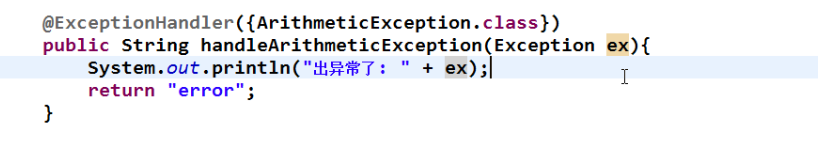 @ExceptionHandler({ArithmeticException.class})
public String handleArithmeticException(Exception ex){
System.out.println("出异常了: " + ex);
return "error";
}